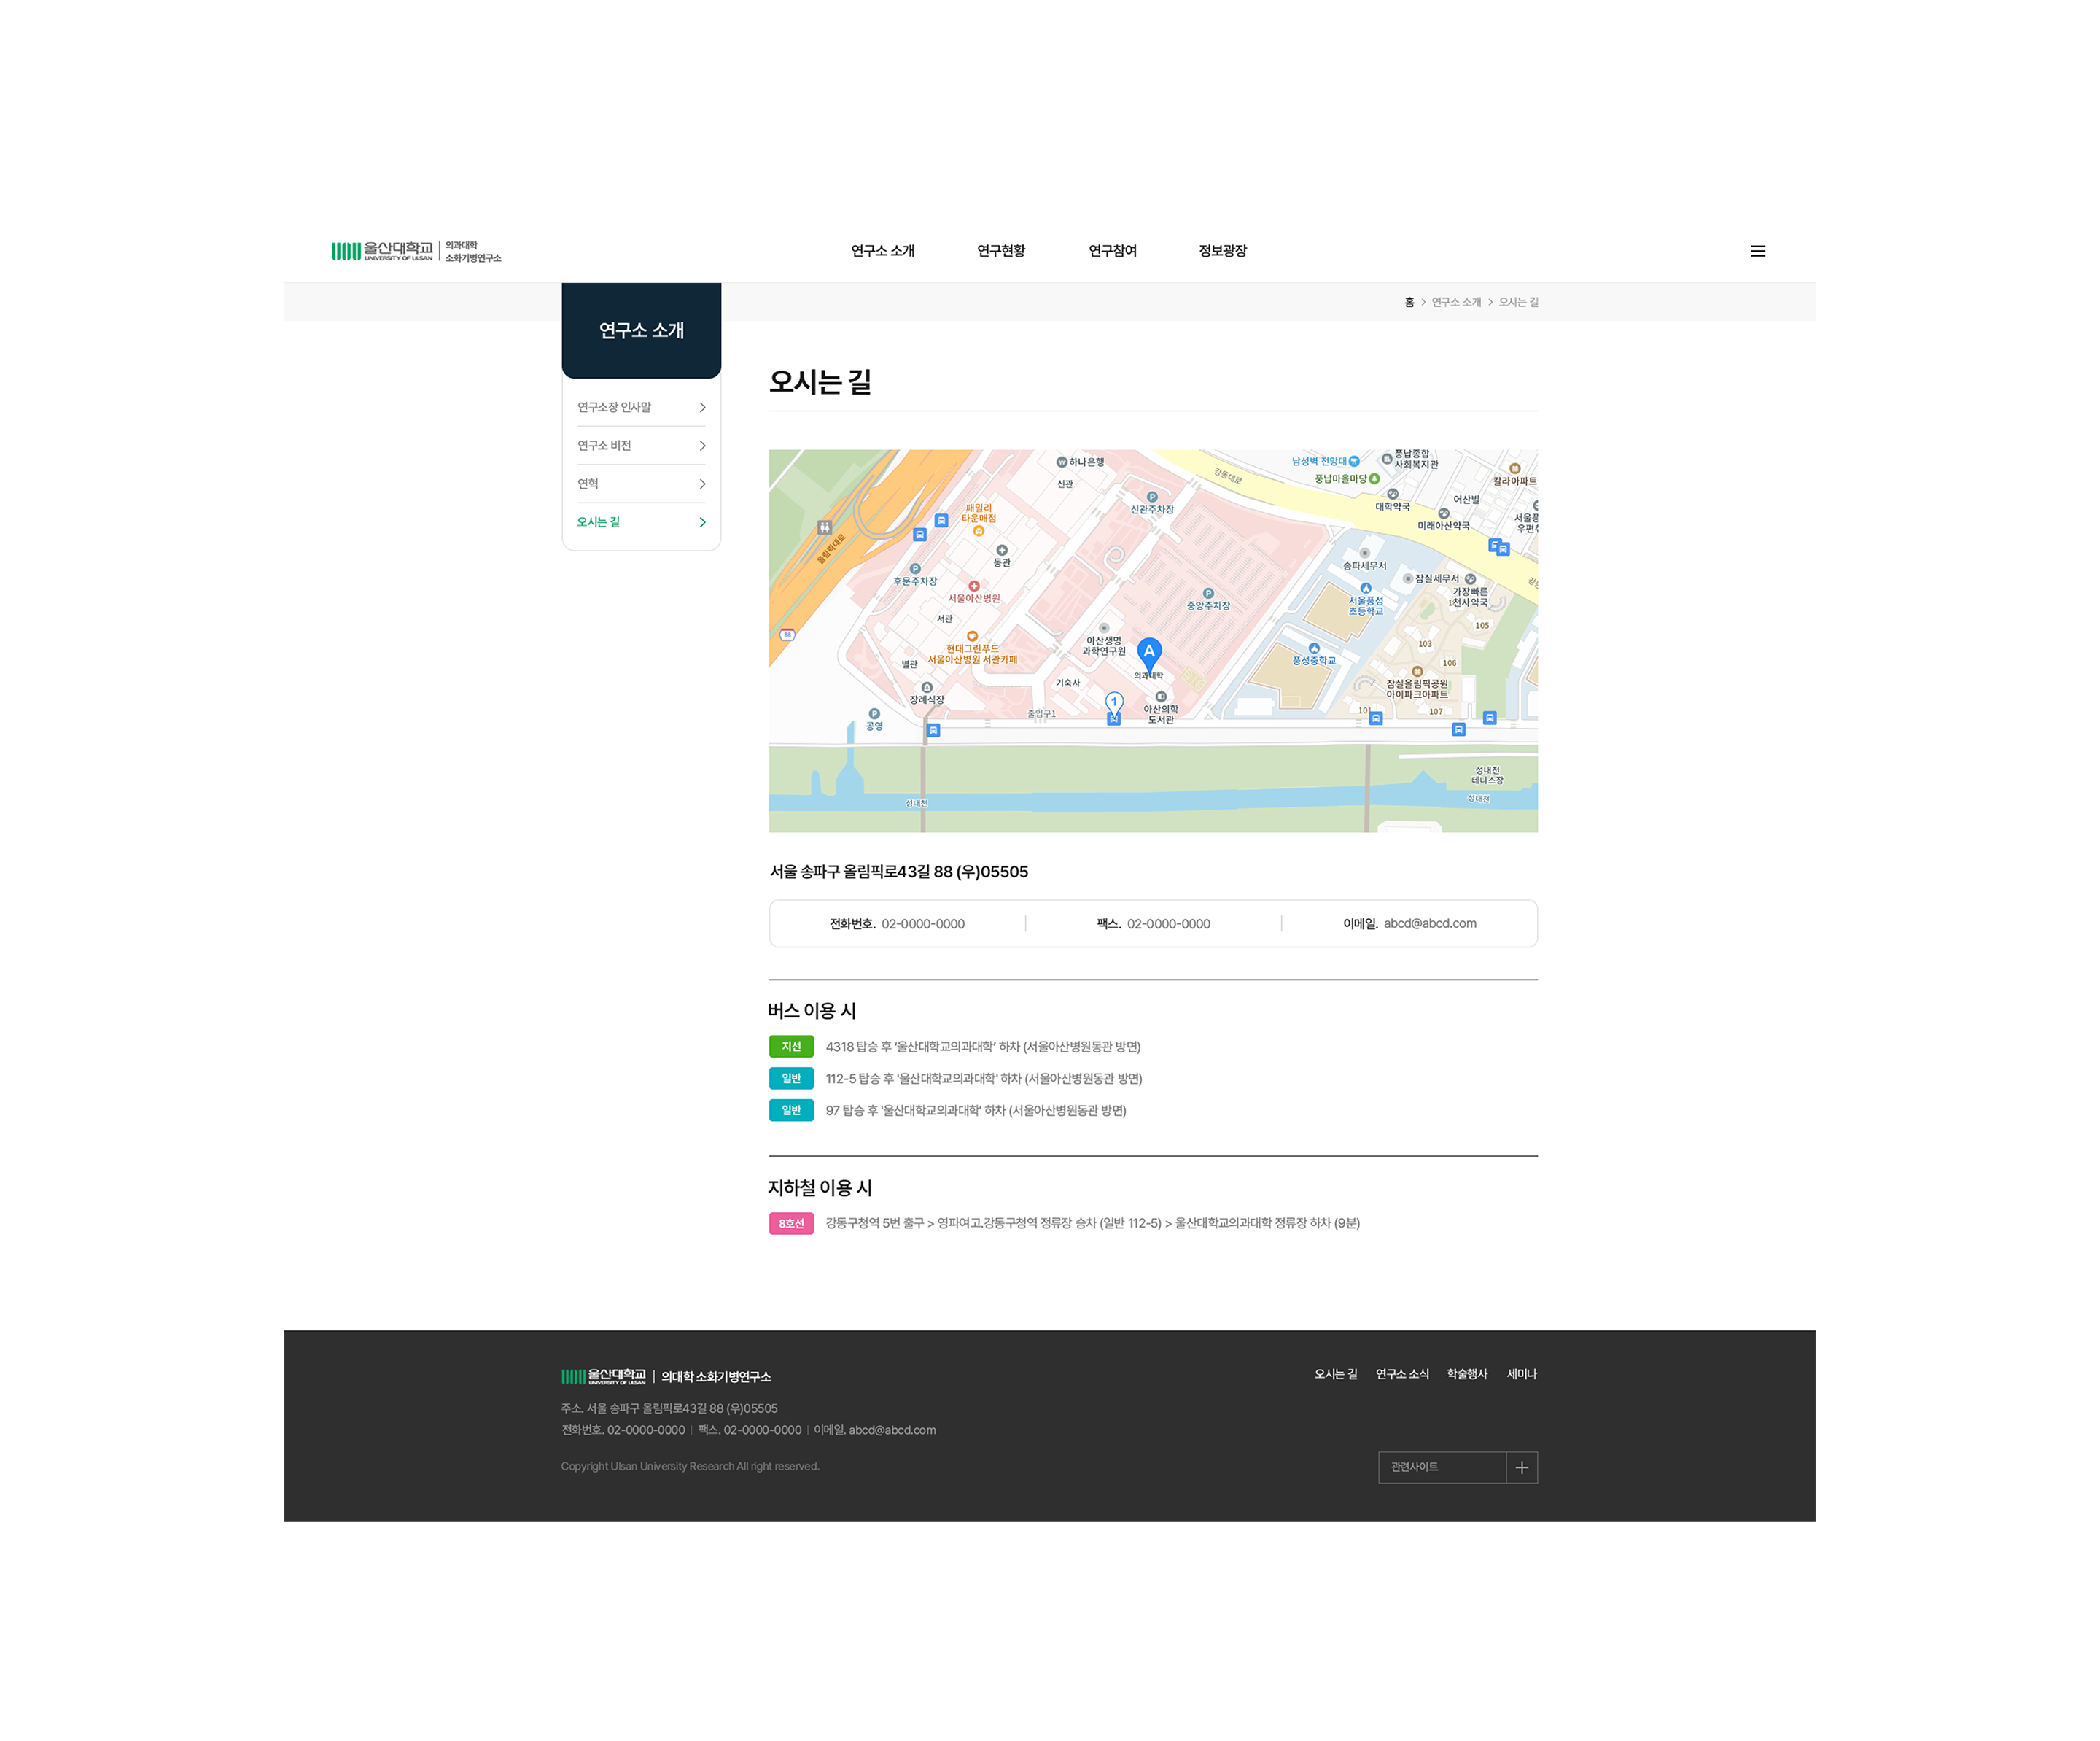 울산대학교
UNIVERSITY OF ULSAN
의과대학
소화기병연구소
연구소 소개
연구현황
연구참여
정보광장
홈 > 연구소 소개 > 오시는 길
연구소 소개
연구소장 인사말
연구소 비전
연혁
오시는 길
오시는 길
하나은행
신관
신관주차장
강동대로
남성벽 전망대
풍납종합
사회복지관
풍납마을마당
대학약국
어산빌
미래아산약국
칼라아파트
서울풍
올림픽대로
패밀리
타운매점
동관
후문주차장
서울아산병원
서관
현대그린푸드
서울아산병원 서관카페
별관
장례식장
공영
88
중앙주차장
아산생명
과학연구원
A
의과대학
기숙사
1
출입구1
아산의학
도서관
송파세무서
잠실세무서
서울풍성
초등학교
가장빠른
1천사약국
풍성중학교
105
103
106
잠실올림픽공원
아이파크아파트
101
107
성내천
테니스장
성내천
성내천
서울 송파구 올림픽로43길 88 (우)05505
전화번호. 02-0000-0000
팩스. 02-0000-0000
이메일. abcd@abcd.com
버스 이용 시
지선 4318 탑승 후 '울산대학교의과대학' 하차 (서울아산병원동관 방면)
일반 112-5 탑승 후 '울산대학교의과대학' 하차 (서울아산병원동관 방면)
일반 97 탑승 후 '울산대학교의과대학' 하차 (서울아산병원동관 방면)
지하철 이용 시
8호선 강동구청역 5번 출구 > 영파여고.강동구청역 정류장 승차 (일반 112-5) > 울산대학교의과대학 정류장 하차 (9분)
울산대학교
UNIVERSITY OF ULSAN
의대학 소화기병연구소
오시는 길
연구소 소식
학술행사
세미나
주소. 서울 송파구 올림픽로43길 88 (우)05505
전화번호. 02-0000-0000 | 팩스. 02-0000-0000 | 이메일. abcd@abcd.com
Copyright Ulsan University Research All right reserved.
관련사이트